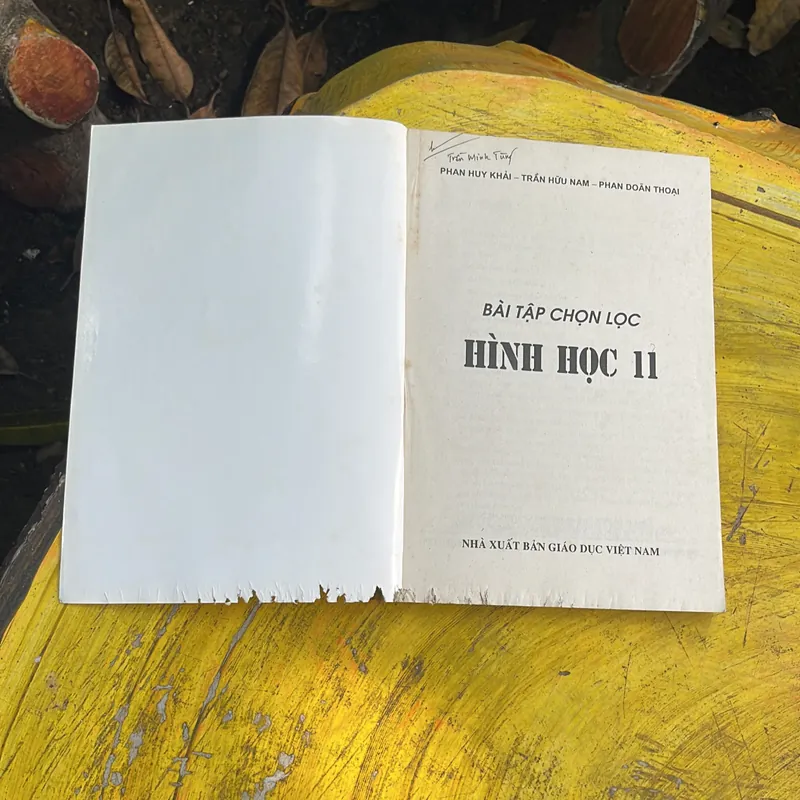 Trần Minh Tùng
PHAN HUY KHẢI – TRẦN HỮU NAM – PHAN DOÃN THOẠI
BÀI TẬP CHỌN LỌC
HÌNH HỌC 11
NHÀ XUẤT BẢN GIÁO DỤC VIỆT NAM